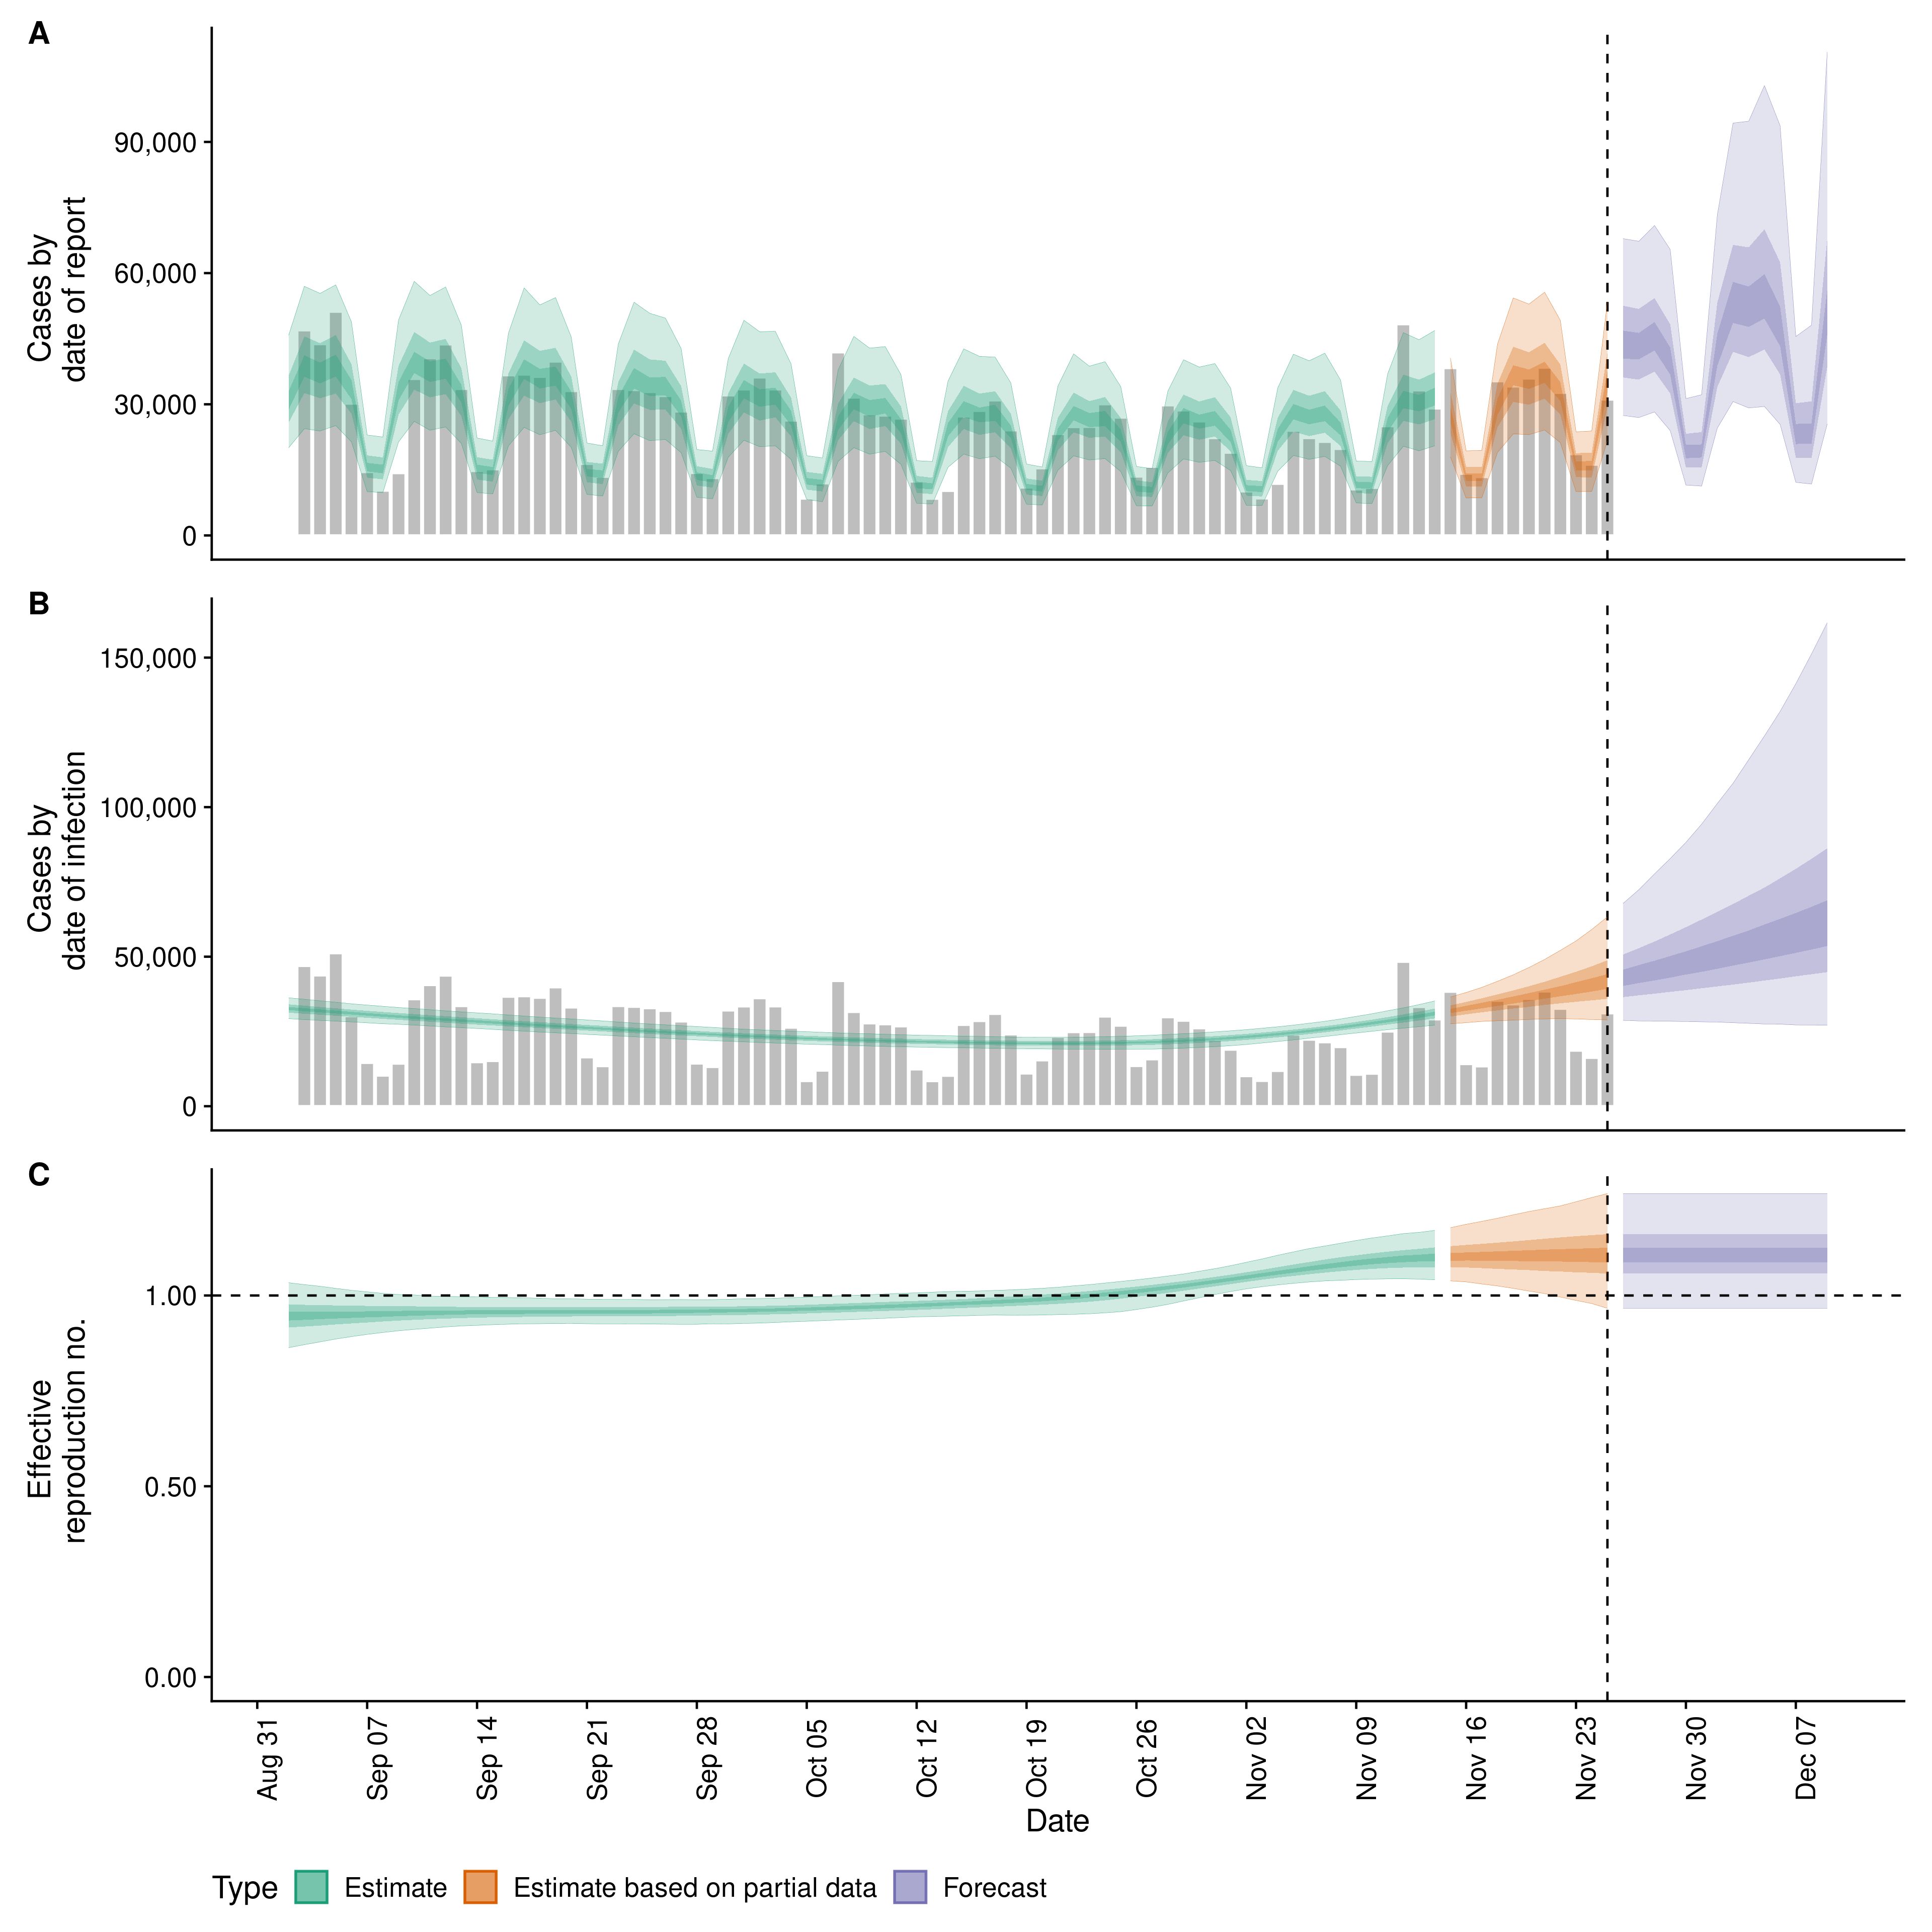 A
Cases by
date of report
90,000
60,000
30,000
0
B
Cases by
date of infection
150,000
100,000
50,000
0
C
Effective
reproduction no.
1.00
0.50
0.00
Aug 31
Sep 07
Sep 14
Sep 21
Sep 28
Oct 05
Oct 12
Oct 19
Oct 26
Nov 02
Nov 09
Nov 16
Nov 23
Nov 30
Dec 07
Date
Type Estimate Estimate based on partial data Forecast